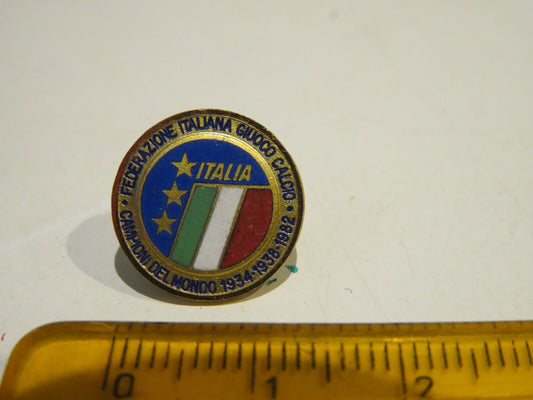 FEDERAZIONE ITALIANA GIUOCO CALCIO
ITALIA
CAMPIONI DEL MONDO·1934·1938·1982
0 1 2